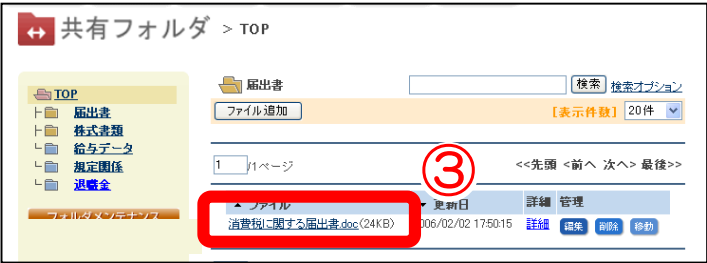 共有フォルダ > TOP
届出書
検索 検索オプション
ファイル追加
[表示件数] 20件
TOP
届出書
株式書類
給与データ
規定関係
退職金
フォルダメンテナンス
1 /1ページ
<<先頭 <前へ 次へ> 最後>>
③
▲ ファイル ▼ 更新日 詳細 管理
消費税に関する届出書.doc(24KB) 006/02/02 17:50:15 詳細 編集 削除 移動